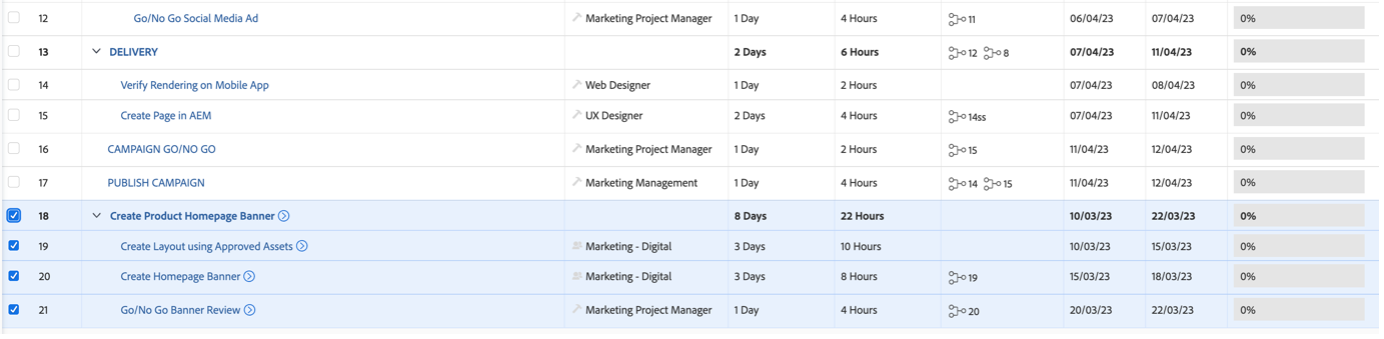 12 Go/No Go Social Media Ad Marketing Project Manager 1 Day 4 Hours 11 06/04/23 07/04/23 0%
13 DELIVERY 2 Days 6 Hours 12 8 07/04/23 11/04/23 0%
14 Verify Rendering on Mobile App Web Designer 1 Day 2 Hours 07/04/23 08/04/23 0%
15 Create Page in AEM UX Designer 2 Days 4 Hours 14ss 07/04/23 11/04/23 0%
16 CAMPAIGN GO/NO GO Marketing Project Manager 1 Day 2 Hours 15 11/04/23 12/04/23 0%
17 PUBLISH CAMPAIGN Marketing Management 1 Day 4 Hours 14 15 11/04/23 12/04/23 0%
18 Create Product Homepage Banner 8 Days 22 Hours 10/03/23 22/03/23 0%
19 Create Layout using Approved Assets Marketing - Digital 3 Days 10 Hours 10/03/23 15/03/23 0%
20 Create Homepage Banner Marketing - Digital 3 Days 8 Hours 19 15/03/23 18/03/23 0%
21 Go/No Go Banner Review Marketing Project Manager 1 Day 4 Hours 20 20/03/23 22/03/23 0%